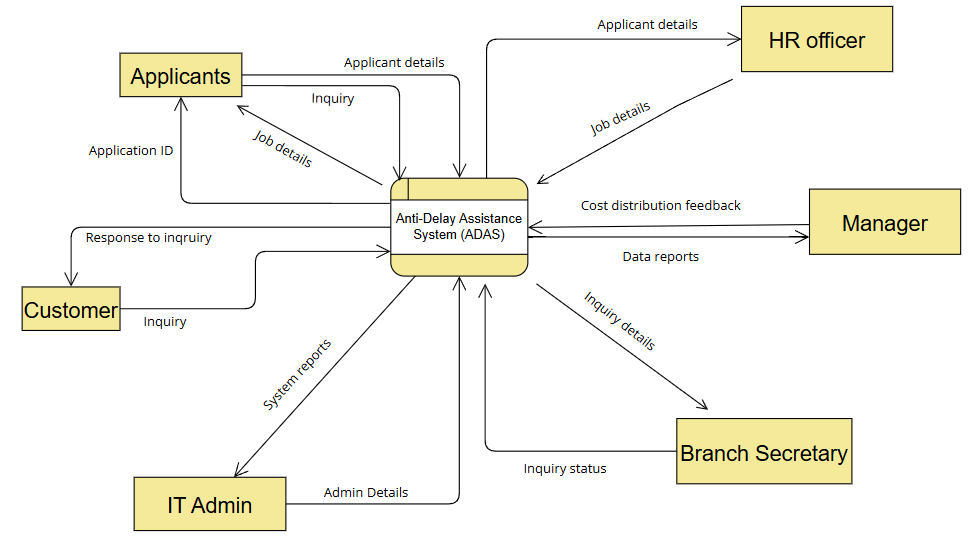 Applicant details
HR officer
Applicant details
Applicants
Inquiry
Job details
Job details
Application ID
Cost distribution feedback
Anti-Delay Assistance
System (ADAS)
Manager
Response to inqruiry
Data reports
Customer
Inquiry
Inquiry details
System reports
Branch Secretary
Inquiry status
Admin Details
IT Admin